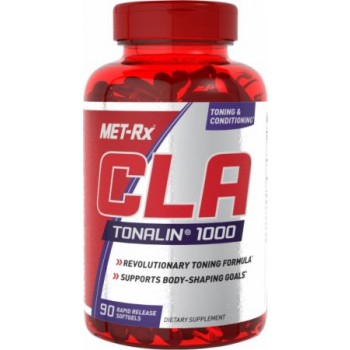 TONING &
CONDITIONING*
MET-Rx®
CLA
TONALIN® 1000
» REVOLUTIONARY TONING FORMULA*
» SUPPORTS BODY-SHAPING GOALS*
90 RAPID RELEASE
SOFTGELS
DIETARY SUPPLEMENT